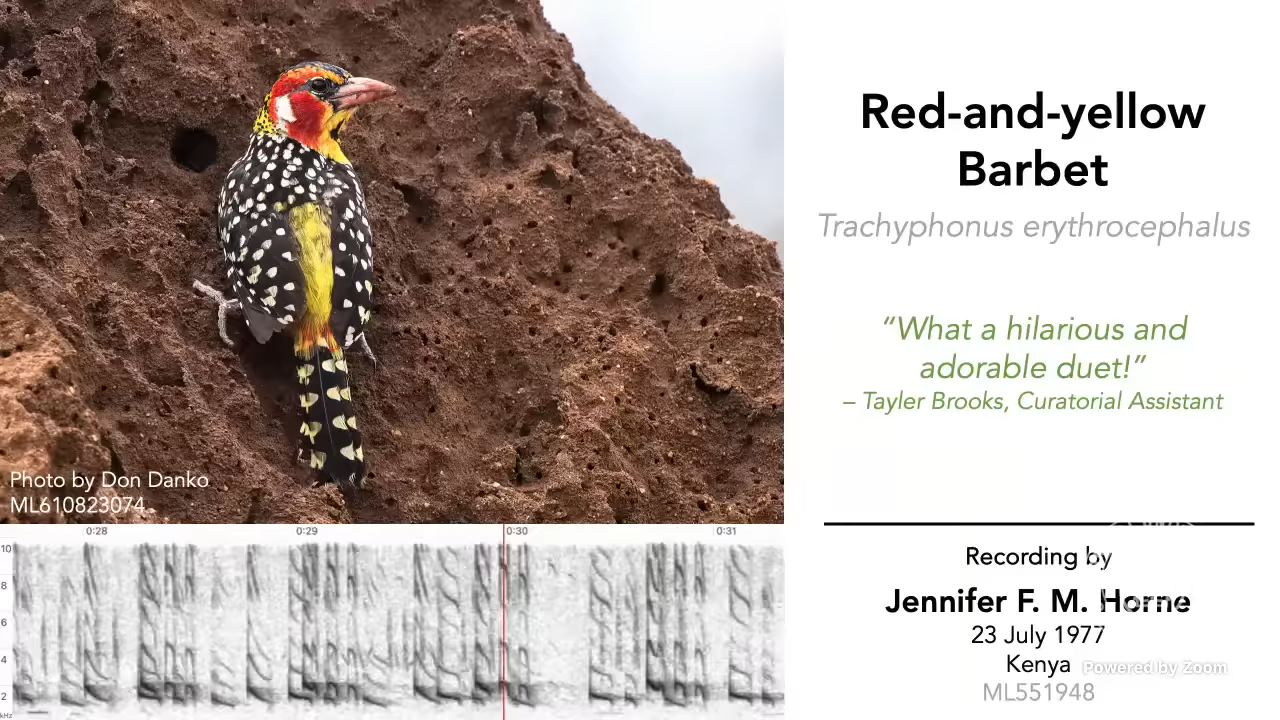 Red-and-yellow
Barbet
Trachyphonus erythrocephalus
“What a hilarious and
adorable duet!”
– Tayler Brooks, Curatorial Assistant
Photo by Don Danko
ML610823074
0:28 0:29 0:30 0:31
10
8
6
4
2
kHz
Recording by
Jennifer F. M. Horne
23 July 1977
Kenya
Powered by Zoom
ML551948